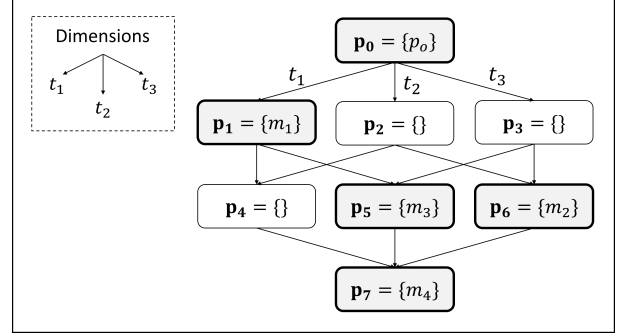 Dimensions
t₁ t₂ t₃
p₀ = {pₒ}
t₁ t₂ t₃
p₁ = {m₁} p₂ = {} p₃ = {}
p₄ = {} p₅ = {m₃} p₆ = {m₂}
p₇ = {m₄}